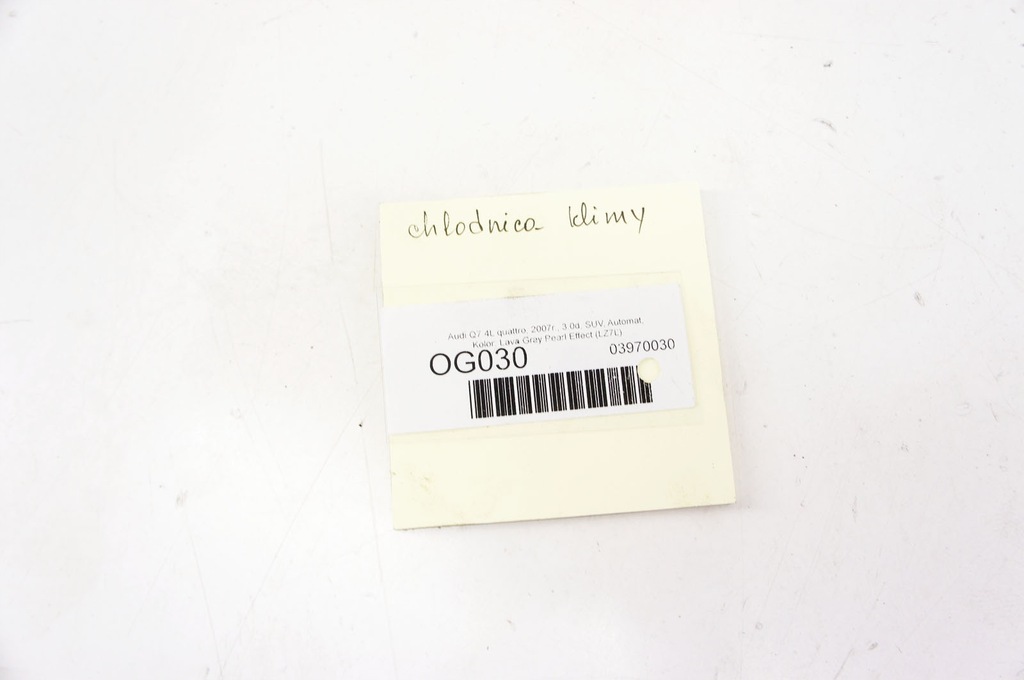 chłodnica klimy
Audi Q7 4L quattro, 2007r., 3.0d, SUV, Automat,
Kolor: Lava Gray Pearl Effect (LZ7L)
OG030 03970030